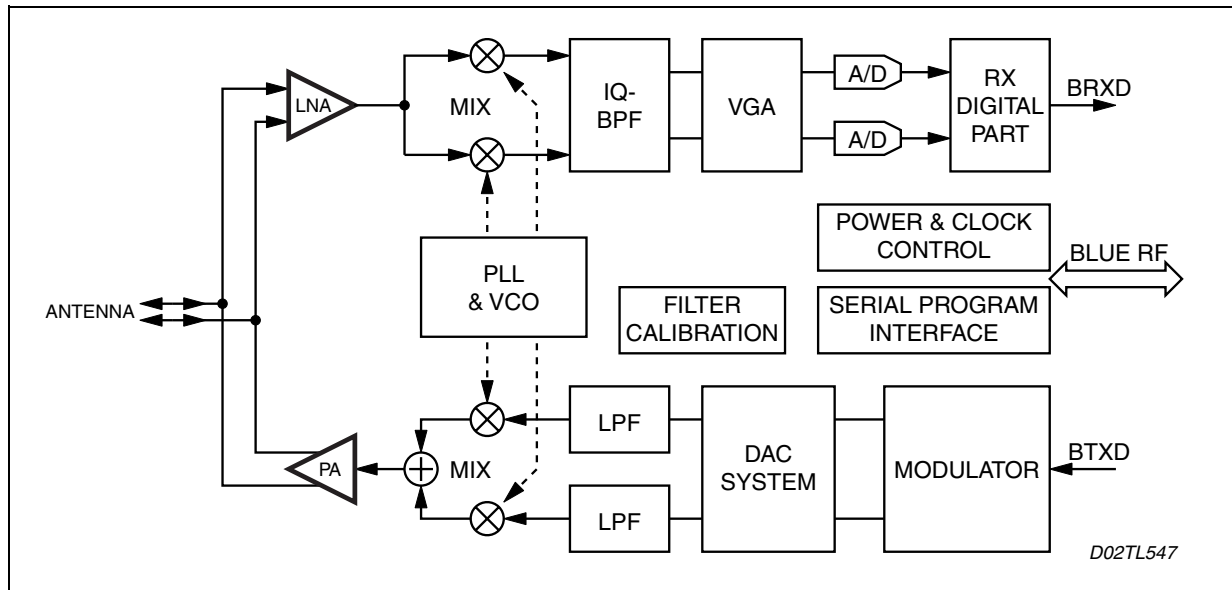 LNA
MIX
IQ-
BPF
VGA
A/D
A/D
RX
DIGITAL
PART
BRXD
POWER & CLOCK
CONTROL
BLUE RF
PLL
& VCO
ANTENNA
FILTER
CALIBRATION
SERIAL PROGRAM
INTERFACE
LPF
PA
MIX
DAC
SYSTEM
MODULATOR
BTXD
LPF
D02TL547